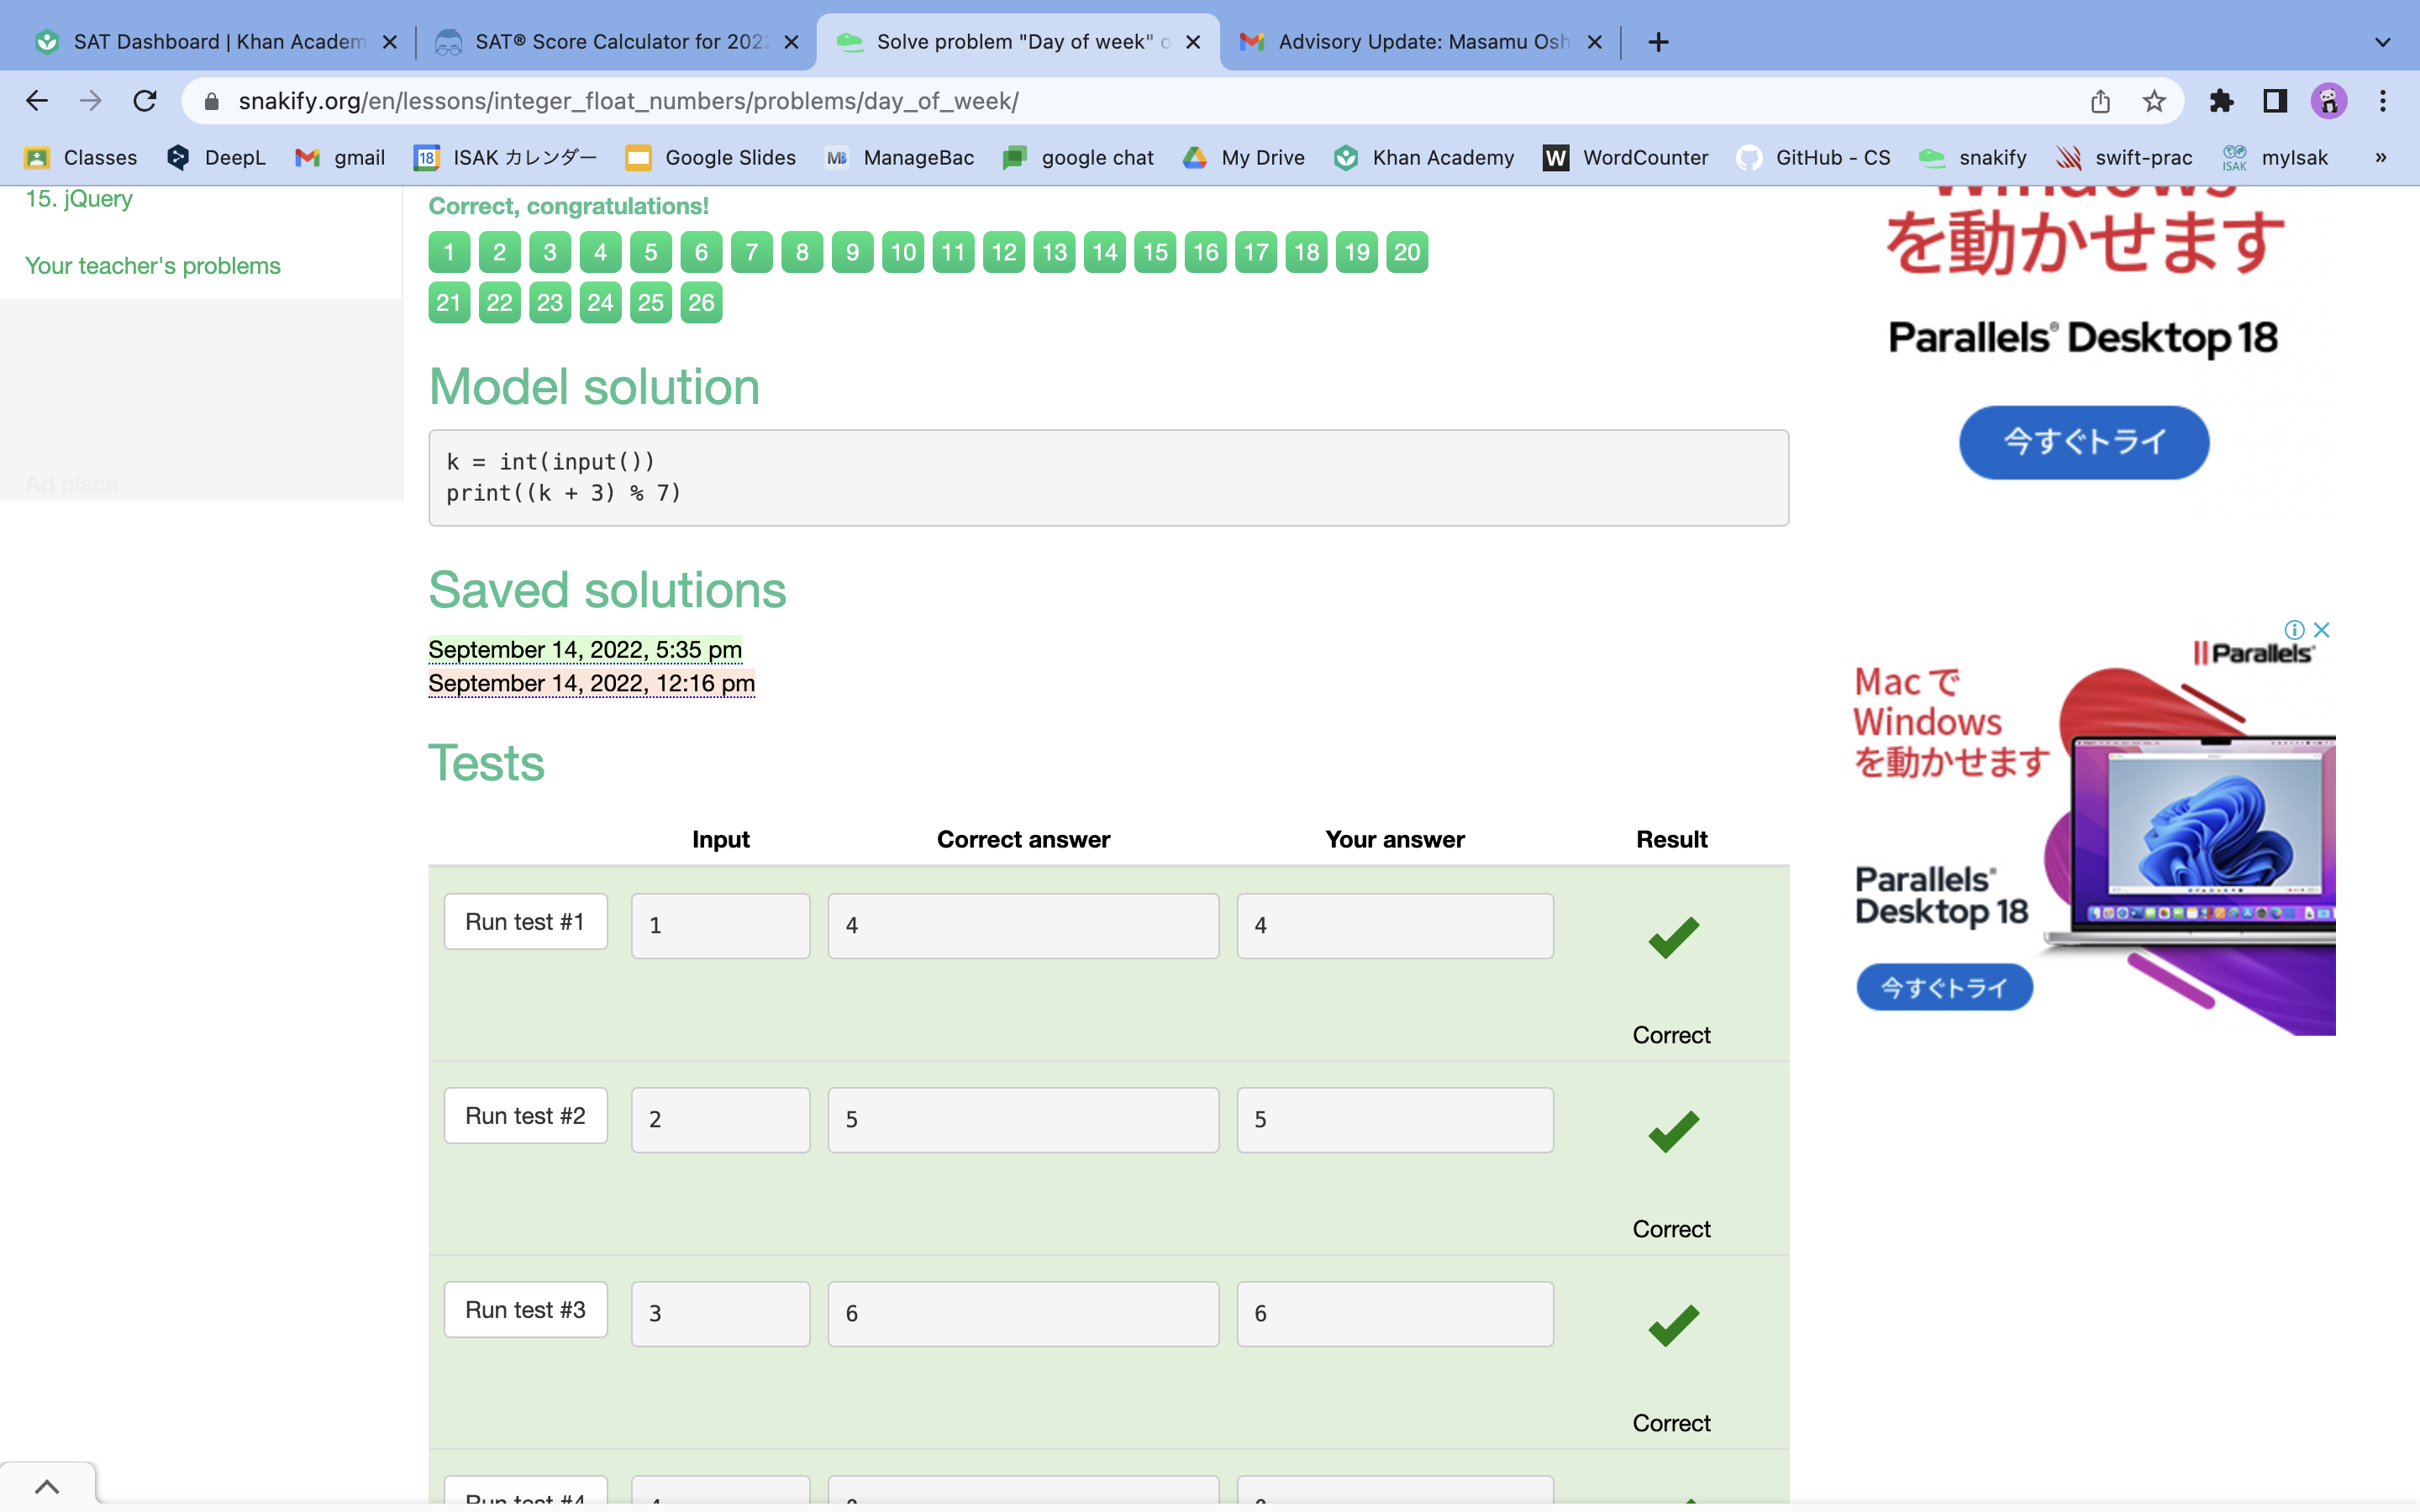 SAT Dashboard | Khan Academ
SAT® Score Calculator for 202
Solve problem "Day of week" o
Advisory Update: Masamu Osh
snakify.org/en/lessons/integer_float_numbers/problems/day_of_week/
Classes
DeepL
gmail
18
ISAK カレンダー
Google Slides
MB
ManageBac
google chat
My Drive
Khan Academy
W
WordCounter
GitHub - CS
snakify
swift-prac
ISAK
myIsak
»
15. jQuery
Your teacher's problems
Ad place
Correct, congratulations!
1 2 3 4 5 6 7 8 9 10 11 12 13 14 15 16 17 18 19 20
21 22 23 24 25 26
Model solution
k = int(input())
print((k + 3) % 7)
Saved solutions
September 14, 2022, 5:35 pm
September 14, 2022, 12:16 pm
Tests
Input Correct answer Your answer Result
Run test #1 1 4 4
Correct
Run test #2 2 5 5
Correct
Run test #3 3 6 6
Correct
Run test #4
Windows
を動かせます
Parallels® Desktop 18
今すぐトライ
Parallels®
Mac で
Windows
を動かせます
Parallels®
Desktop 18
今すぐトライ